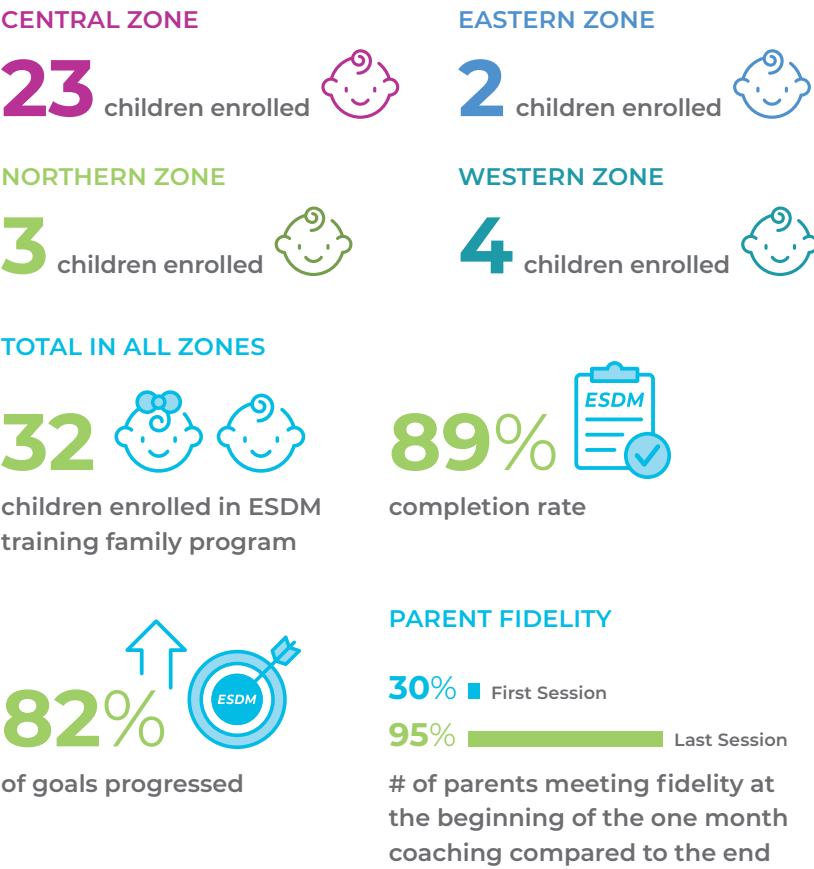 CENTRAL ZONE
23 children enrolled
EASTERN ZONE
2 children enrolled
NORTHERN ZONE
3 children enrolled
WESTERN ZONE
4 children enrolled
TOTAL IN ALL ZONES
32
children enrolled in ESDM
training family program
89%
ESDM
completion rate
82%
ESDM
of goals progressed
PARENT FIDELITY
30% First Session
95% Last Session
# of parents meeting fidelity at
the beginning of the one month
coaching compared to the end